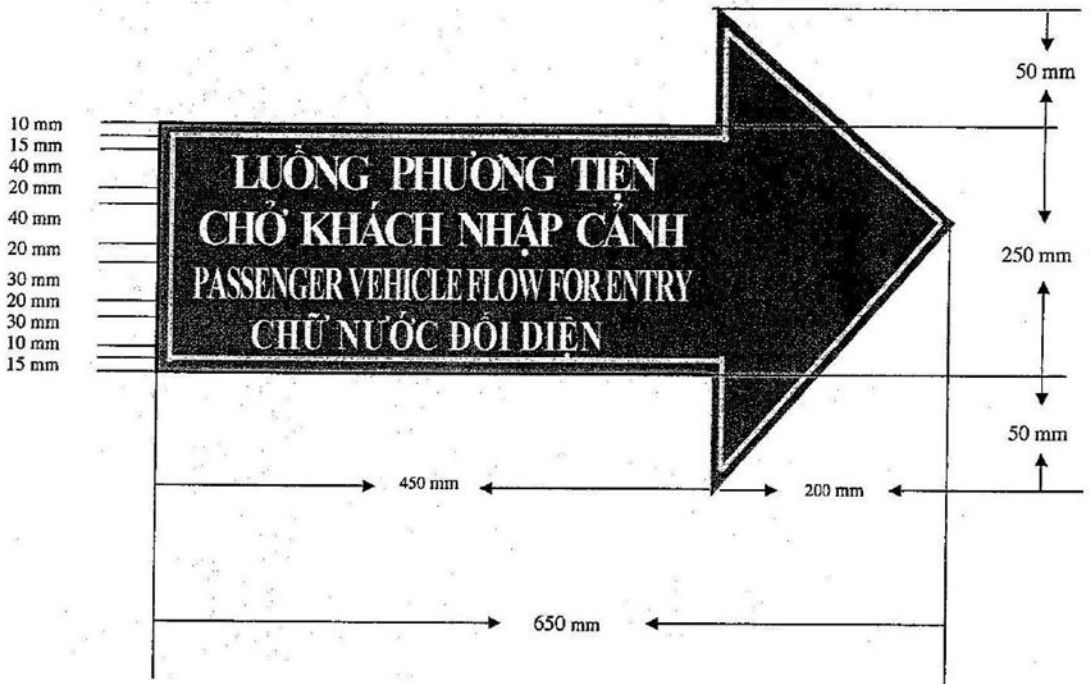 50 mm
10 mm
15 mm
40 mm
20 mm
40 mm
20 mm
30 mm
20 mm
30 mm
10 mm
15 mm
LUỒNG PHƯƠNG TIỆN
CHỞ KHÁCH NHẬP CẢNH
PASSENGER VEHICLE FLOW FOR ENTRY
CHỮ NƯỚC ĐỐI DIỆN
250 mm
50 mm
450 mm
200 mm
650 mm